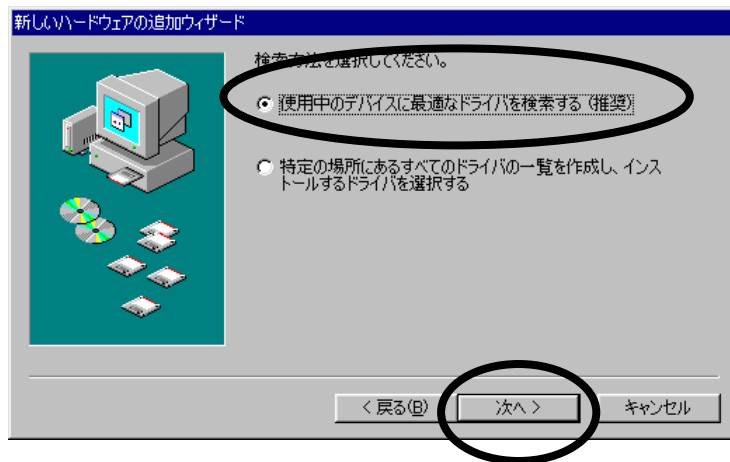 新しいハードウェアの追加ウィザード
検索方法を選択してください。
使用中のデバイスに最適なドライバを検索する (推奨)
特定の場所にあるすべてのドライバの一覧を作成し、インス
トールするドライバを選択する
< 戻る(B)
次へ >
キャンセル